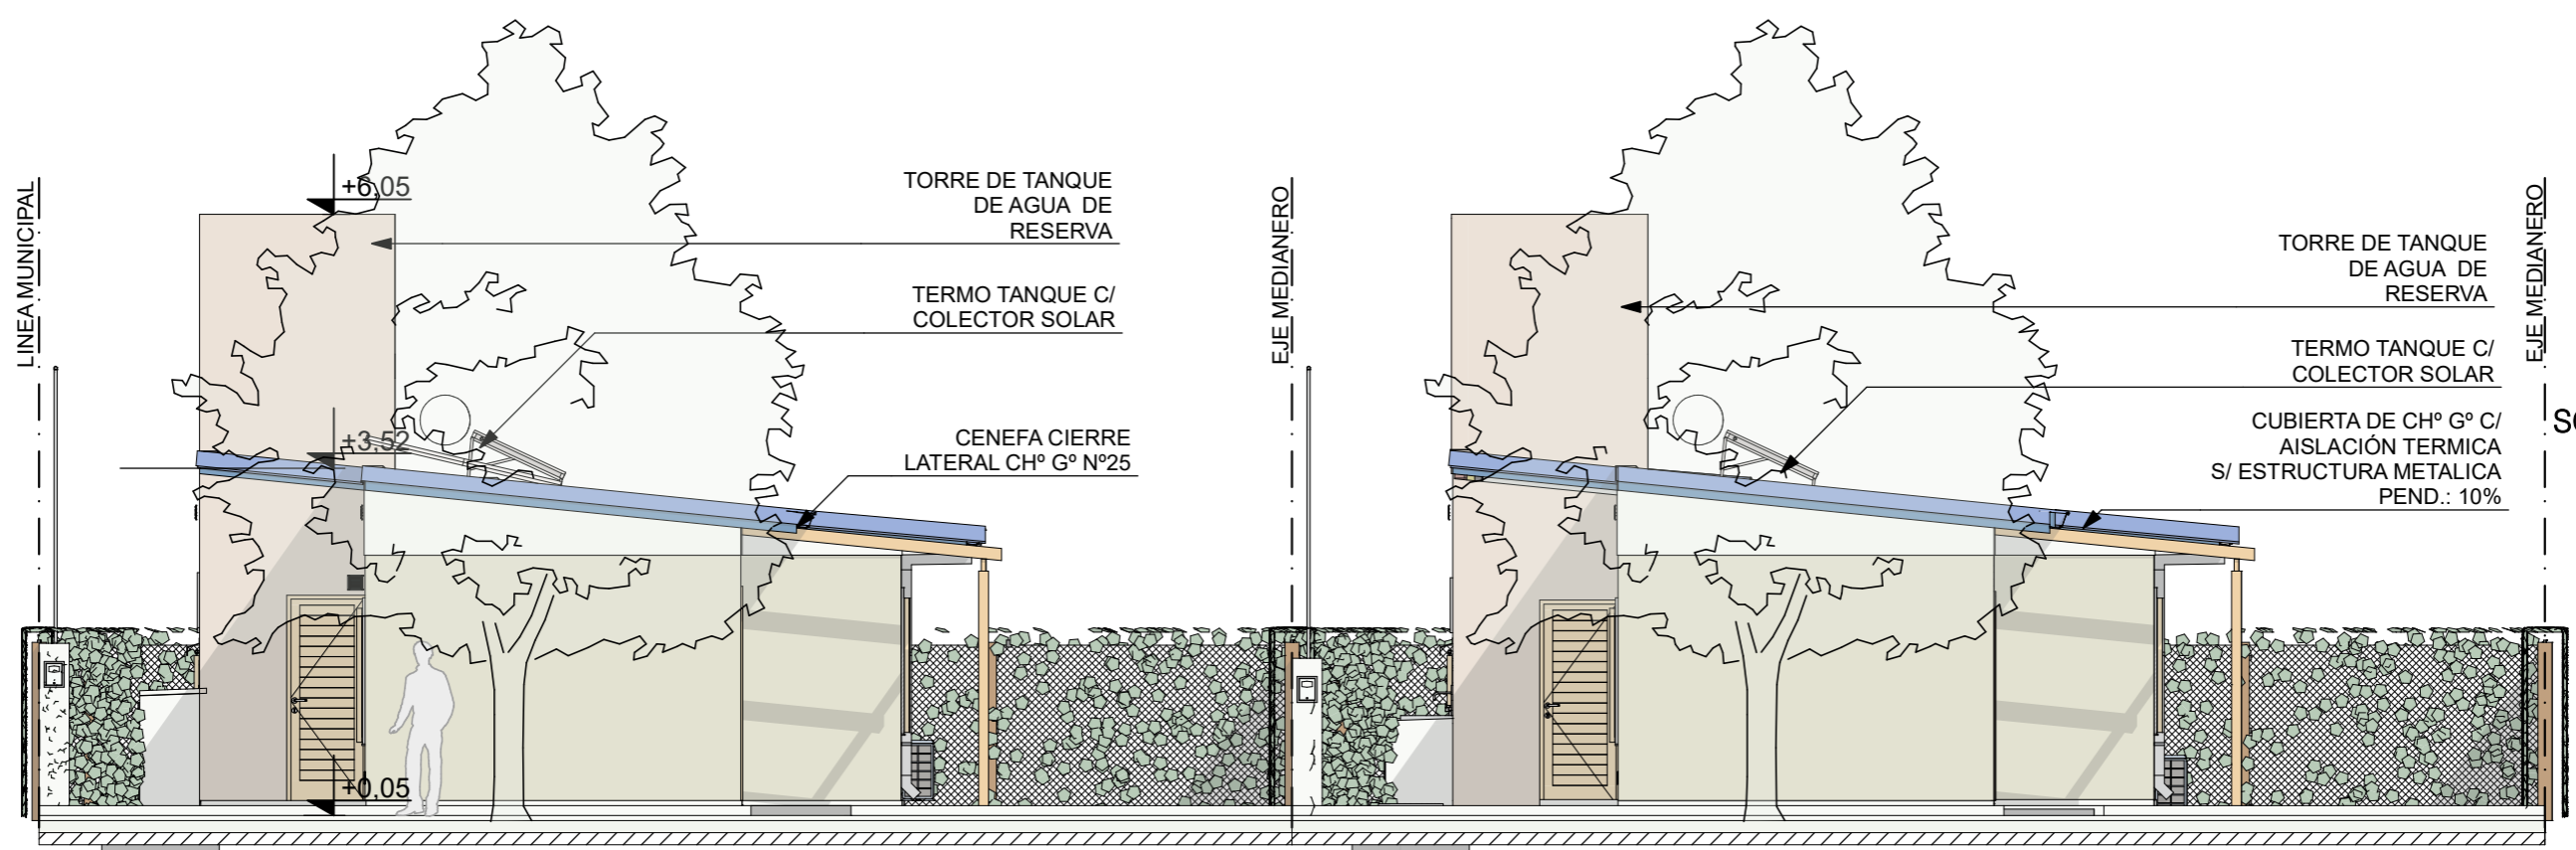 LINEA MUNICIPAL
+6,05
TORRE DE TANQUE
DE AGUA DE
RESERVA
TERMO TANQUE C/
COLECTOR SOLAR
+3,52
CENEFA CIERRE
LATERAL CHº Gº Nº25
+0,05
EJE MEDIANERO
TORRE DE TANQUE
DE AGUA DE
RESERVA
TERMO TANQUE C/
COLECTOR SOLAR
CUBIERTA DE CHº Gº C/
AISLACIÓN TERMICA
S/ ESTRUCTURA METALICA
PEND.: 10%
EJE MEDIANERO